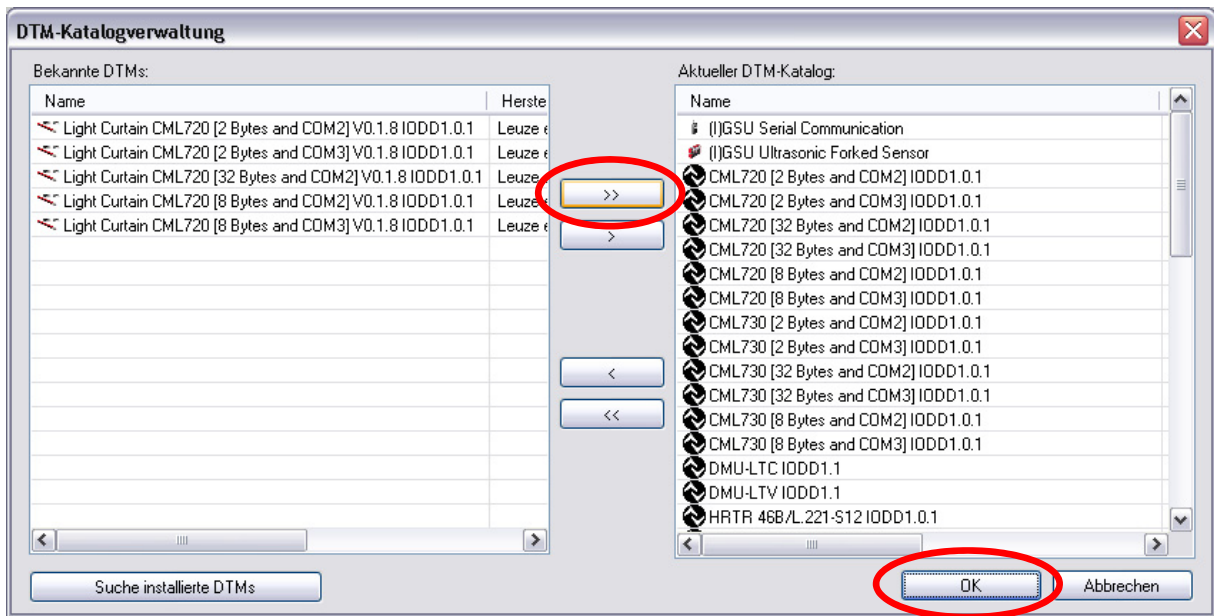 DTM-Katalogverwaltung
Bekannte DTMs:
Name Herste
Light Curtain CML720 [2 Bytes and COM2] V0.1.8 IODD1.0.1 Leuze e
Light Curtain CML720 [2 Bytes and COM3] V0.1.8 IODD1.0.1 Leuze e
Light Curtain CML720 [32 Bytes and COM2] V0.1.8 IODD1.0.1 Leuze
Light Curtain CML720 [8 Bytes and COM2] V0.1.8 IODD1.0.1 Leuze e
Light Curtain CML720 [8 Bytes and COM3] V0.1.8 IODD1.0.1 Leuze e
>>
>
<
<<
Aktueller DTM-Katalog:
Name
(I)GSU Serial Communication
(I)GSU Ultrasonic Forked Sensor
CML720 [2 Bytes and COM2] IODD1.0.1
CML720 [2 Bytes and COM3] IODD1.0.1
CML720 [32 Bytes and COM2] IODD1.0.1
CML720 [32 Bytes and COM3] IODD1.0.1
CML720 [8 Bytes and COM2] IODD1.0.1
CML720 [8 Bytes and COM3] IODD1.0.1
CML730 [2 Bytes and COM2] IODD1.0.1
CML730 [2 Bytes and COM3] IODD1.0.1
CML730 [32 Bytes and COM2] IODD1.0.1
CML730 [32 Bytes and COM3] IODD1.0.1
CML730 [8 Bytes and COM2] IODD1.0.1
CML730 [8 Bytes and COM3] IODD1.0.1
DMU-LTC IODD1.1
DMU-LTV IODD1.1
HRTR 46B/L.221-S12 IODD1.0.1
Suche installierte DTMs
OK
Abbrechen